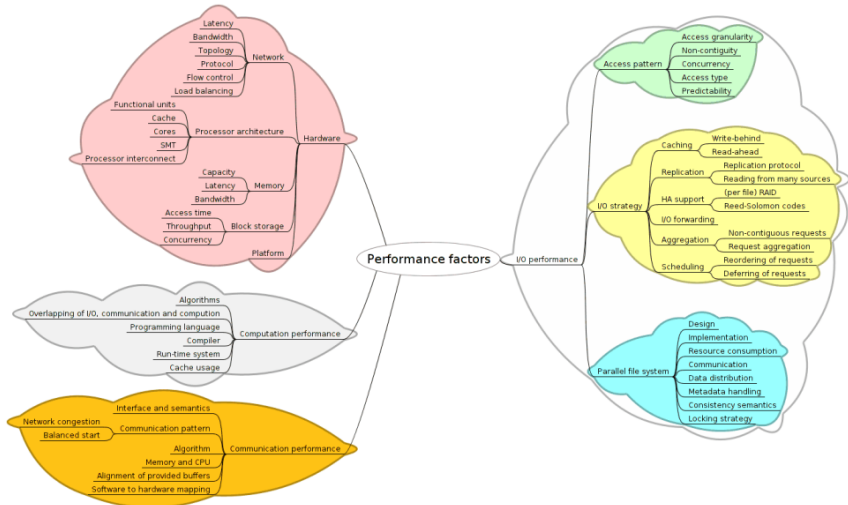 Performance factors
Hardware
Network
Latency
Bandwidth
Topology
Protocol
Flow control
Load balancing
Processor architecture
Functional units
Cache
Cores
SMT
Processor interconnect
Memory
Capacity
Latency
Bandwidth
Block storage
Access time
Throughput
Concurrency
Platform
Computation performance
Algorithms
Overlapping of I/O, communication and compution
Programming language
Compiler
Run-time system
Cache usage
Communication performance
Interface and semantics
Communication pattern
Network congestion
Balanced start
Algorithm
Memory and CPU
Alignment of provided buffers
Software to hardware mapping
I/O performance
Access pattern
Access granularity
Non-contiguity
Concurrency
Access type
Predictability
I/O strategy
Caching
Write-behind
Read-ahead
Replication
Replication protocol
Reading from many sources
HA support
(per file) RAID
Reed-Solomon codes
I/O forwarding
Aggregation
Non-contiguous requests
Request aggregation
Scheduling
Reordering of requests
Deferring of requests
Parallel file system
Design
Implementation
Resource consumption
Communication
Data distribution
Metadata handling
Consistency semantics
Locking strategy